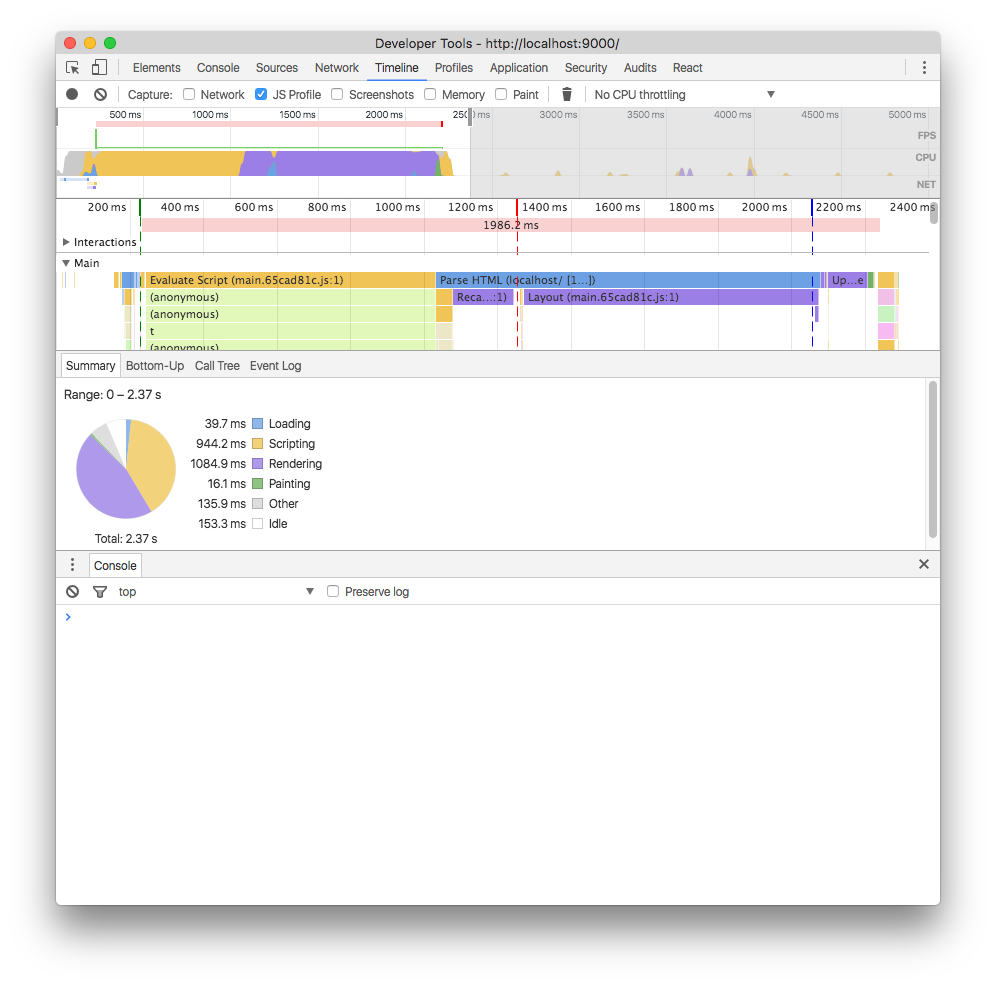 Developer Tools - http://localhost:9000/
Elements Console Sources Network Timeline Profiles Application Security Audits React
Capture: Network JS Profile Screenshots Memory Paint No CPU throttling
500 ms 1000 ms 1500 ms 2000 ms 250 ms 3000 ms 3500 ms 4000 ms 4500 ms 5000 ms
FPS
CPU
NET
200 ms 400 ms 600 ms 800 ms 1000 ms 1200 ms 1400 ms 1600 ms 1800 ms 2000 ms 2200 ms 2400 ms
1986.2 ms
Interactions
Main
Evaluate Script (main.65cad81c.js:1) Parse HTML (localhost/ [1...])
(anonymous) Reca...:1) Layout (main.65cad81c.js:1) Up...e
(anonymous)
t
(anonymous)
Summary Bottom-Up Call Tree Event Log
Range: 0 – 2.37 s
39.7 ms Loading
944.2 ms Scripting
1084.9 ms Rendering
16.1 ms Painting
135.9 ms Other
153.3 ms Idle
Total: 2.37 s
Console
top Preserve log